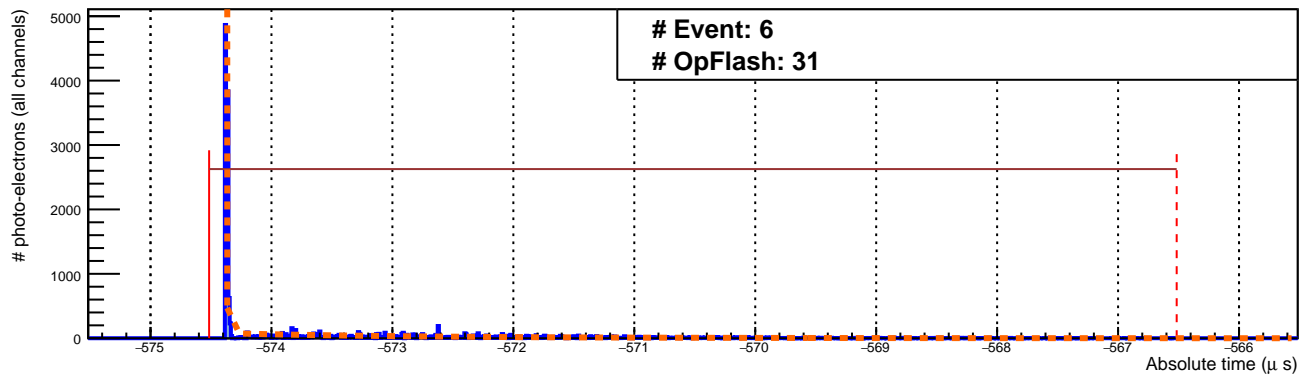 # Event: 6
# OpFlash: 31
# photo-electrons (all channels)
5000
4000
3000
2000
1000
0
−575 −574 −573 −572 −571 −570 −569 −568 −567 −566
Absolute time (μ s)